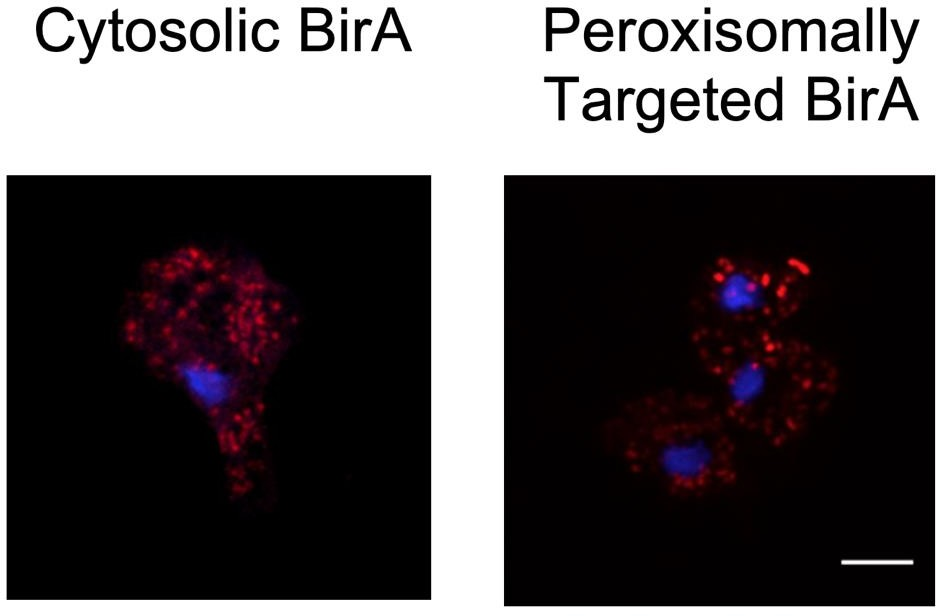 Cytosolic BirA
Peroxisomally
Targeted BirA